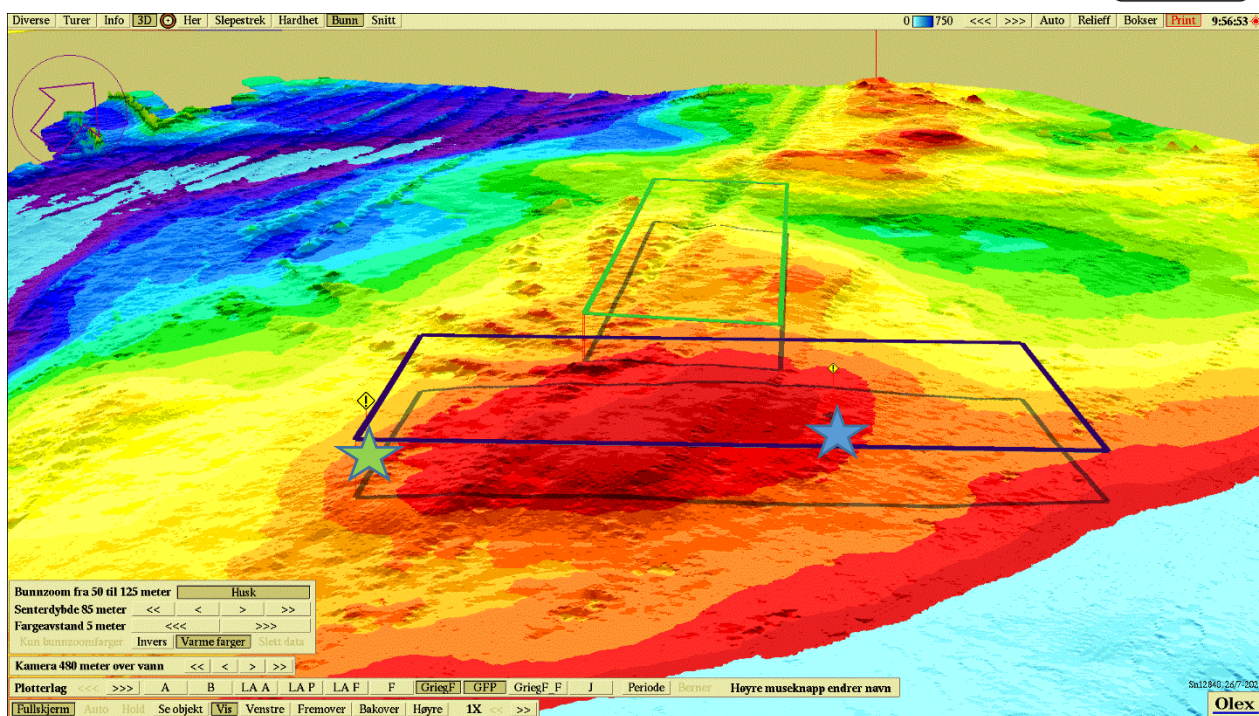 Diverse Turer Info 3D Her Slepestrek Hardhet Bunn Snitt 0 750 <<< >>> Auto Relieff Bokser Print 9:56:53
!
!
Bunnzoom fra 50 til 125 meter Husk
Senterdybde 85 meter << < > >>
Fargeavstand 5 meter <<< >>>
Kun bunnzoomfarger Invers Varme farger Slett data
Kamera 480 meter over vann << < > >>
Plotterlag <<< >>> A B LA A LA P LA F F GriegF GFP GriegF_F J Periode Berner Høyre museknapp endrer navn
Fullskjerm Auto Hold Se objekt Vis Venstre Fremover Bakover Høyre 1X << >> Olex